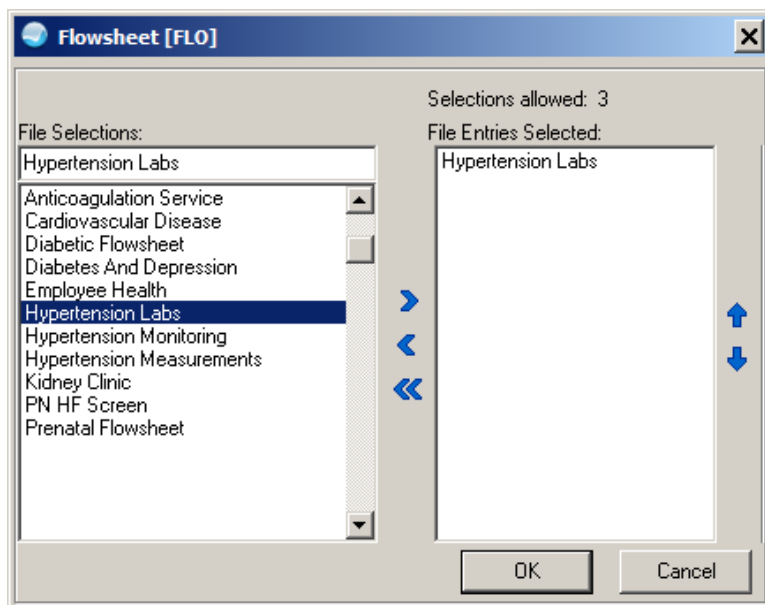 Flowsheet [FLO]
Selections allowed: 3
File Selections:
File Entries Selected:
Hypertension Labs
Hypertension Labs
Anticoagulation Service
Cardiovascular Disease
Diabetic Flowsheet
Diabetes And Depression
Employee Health
Hypertension Labs
Hypertension Monitoring
Hypertension Measurements
Kidney Clinic
PN HF Screen
Prenatal Flowsheet
OK
Cancel